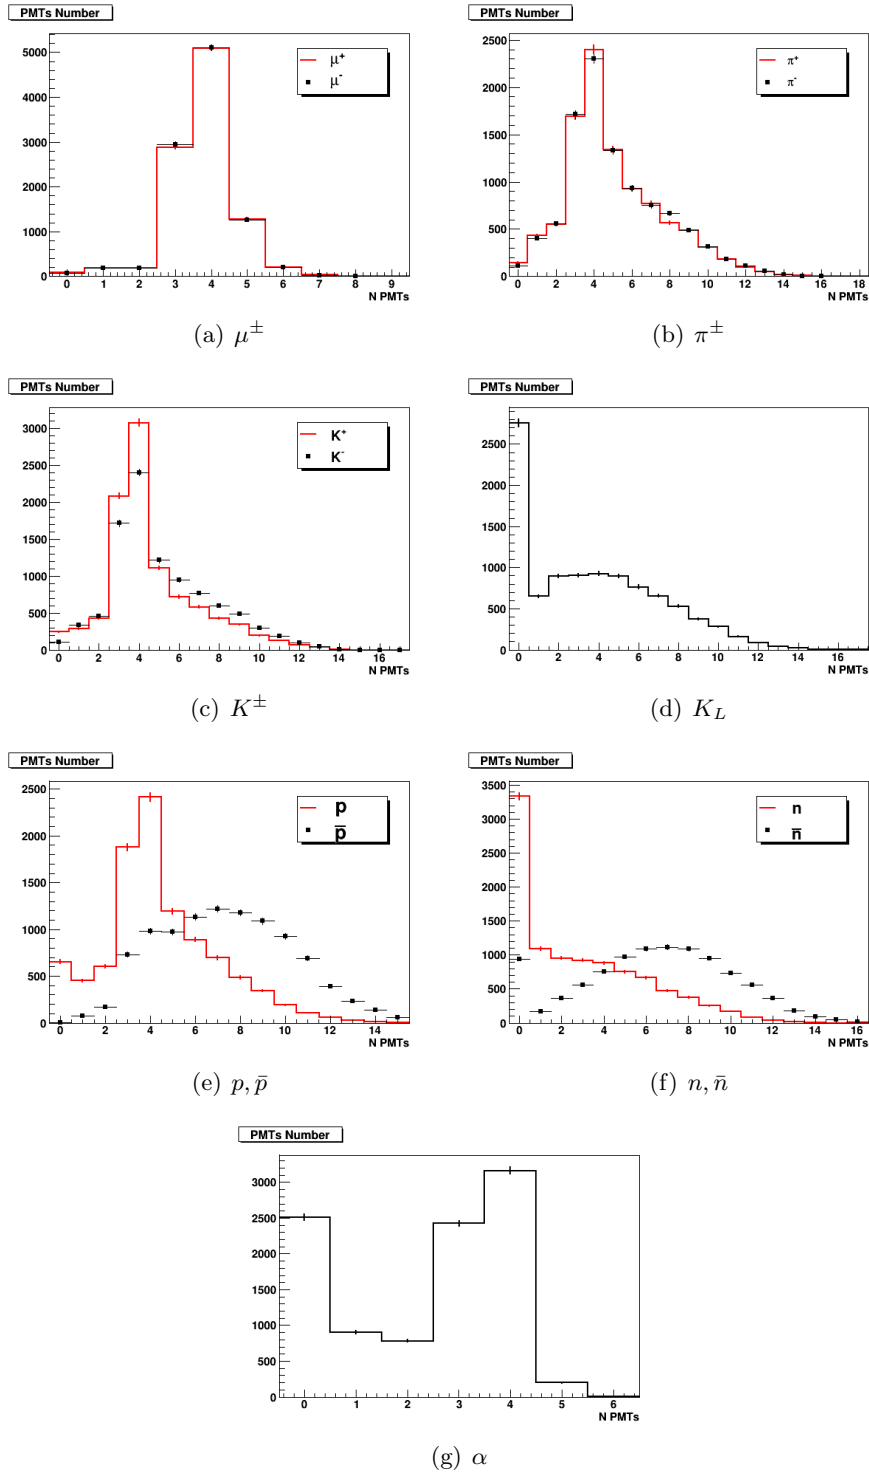 PMTs Number
μ⁺
μ⁻
5000
4000
3000
2000
1000
0
0 1 2 3 4 5 6 7 8 9
N PMTs
(a) μ±
PMTs Number
π⁺
π⁻
2500
2000
1500
1000
500
0
0 2 4 6 8 10 12 14 16 18
N PMTs
(b) π±
PMTs Number
K⁺
K⁻
3000
2500
2000
1500
1000
500
0
0 2 4 6 8 10 12 14 16
N PMTs
(c) K±
PMTs Number
2500
2000
1500
1000
500
0
0 2 4 6 8 10 12 14 16
N PMTs
(d) K_L
PMTs Number
p
p̄
2500
2000
1500
1000
500
0
0 2 4 6 8 10 12 14
N PMTs
(e) p, p̄
PMTs Number
n
n̄
3500
3000
2500
2000
1500
1000
500
0
0 2 4 6 8 10 12 14 16
N PMTs
(f) n, n̄
PMTs Number
3000
2500
2000
1500
1000
500
0
0 1 2 3 4 5 6
N PMTs
(g) α